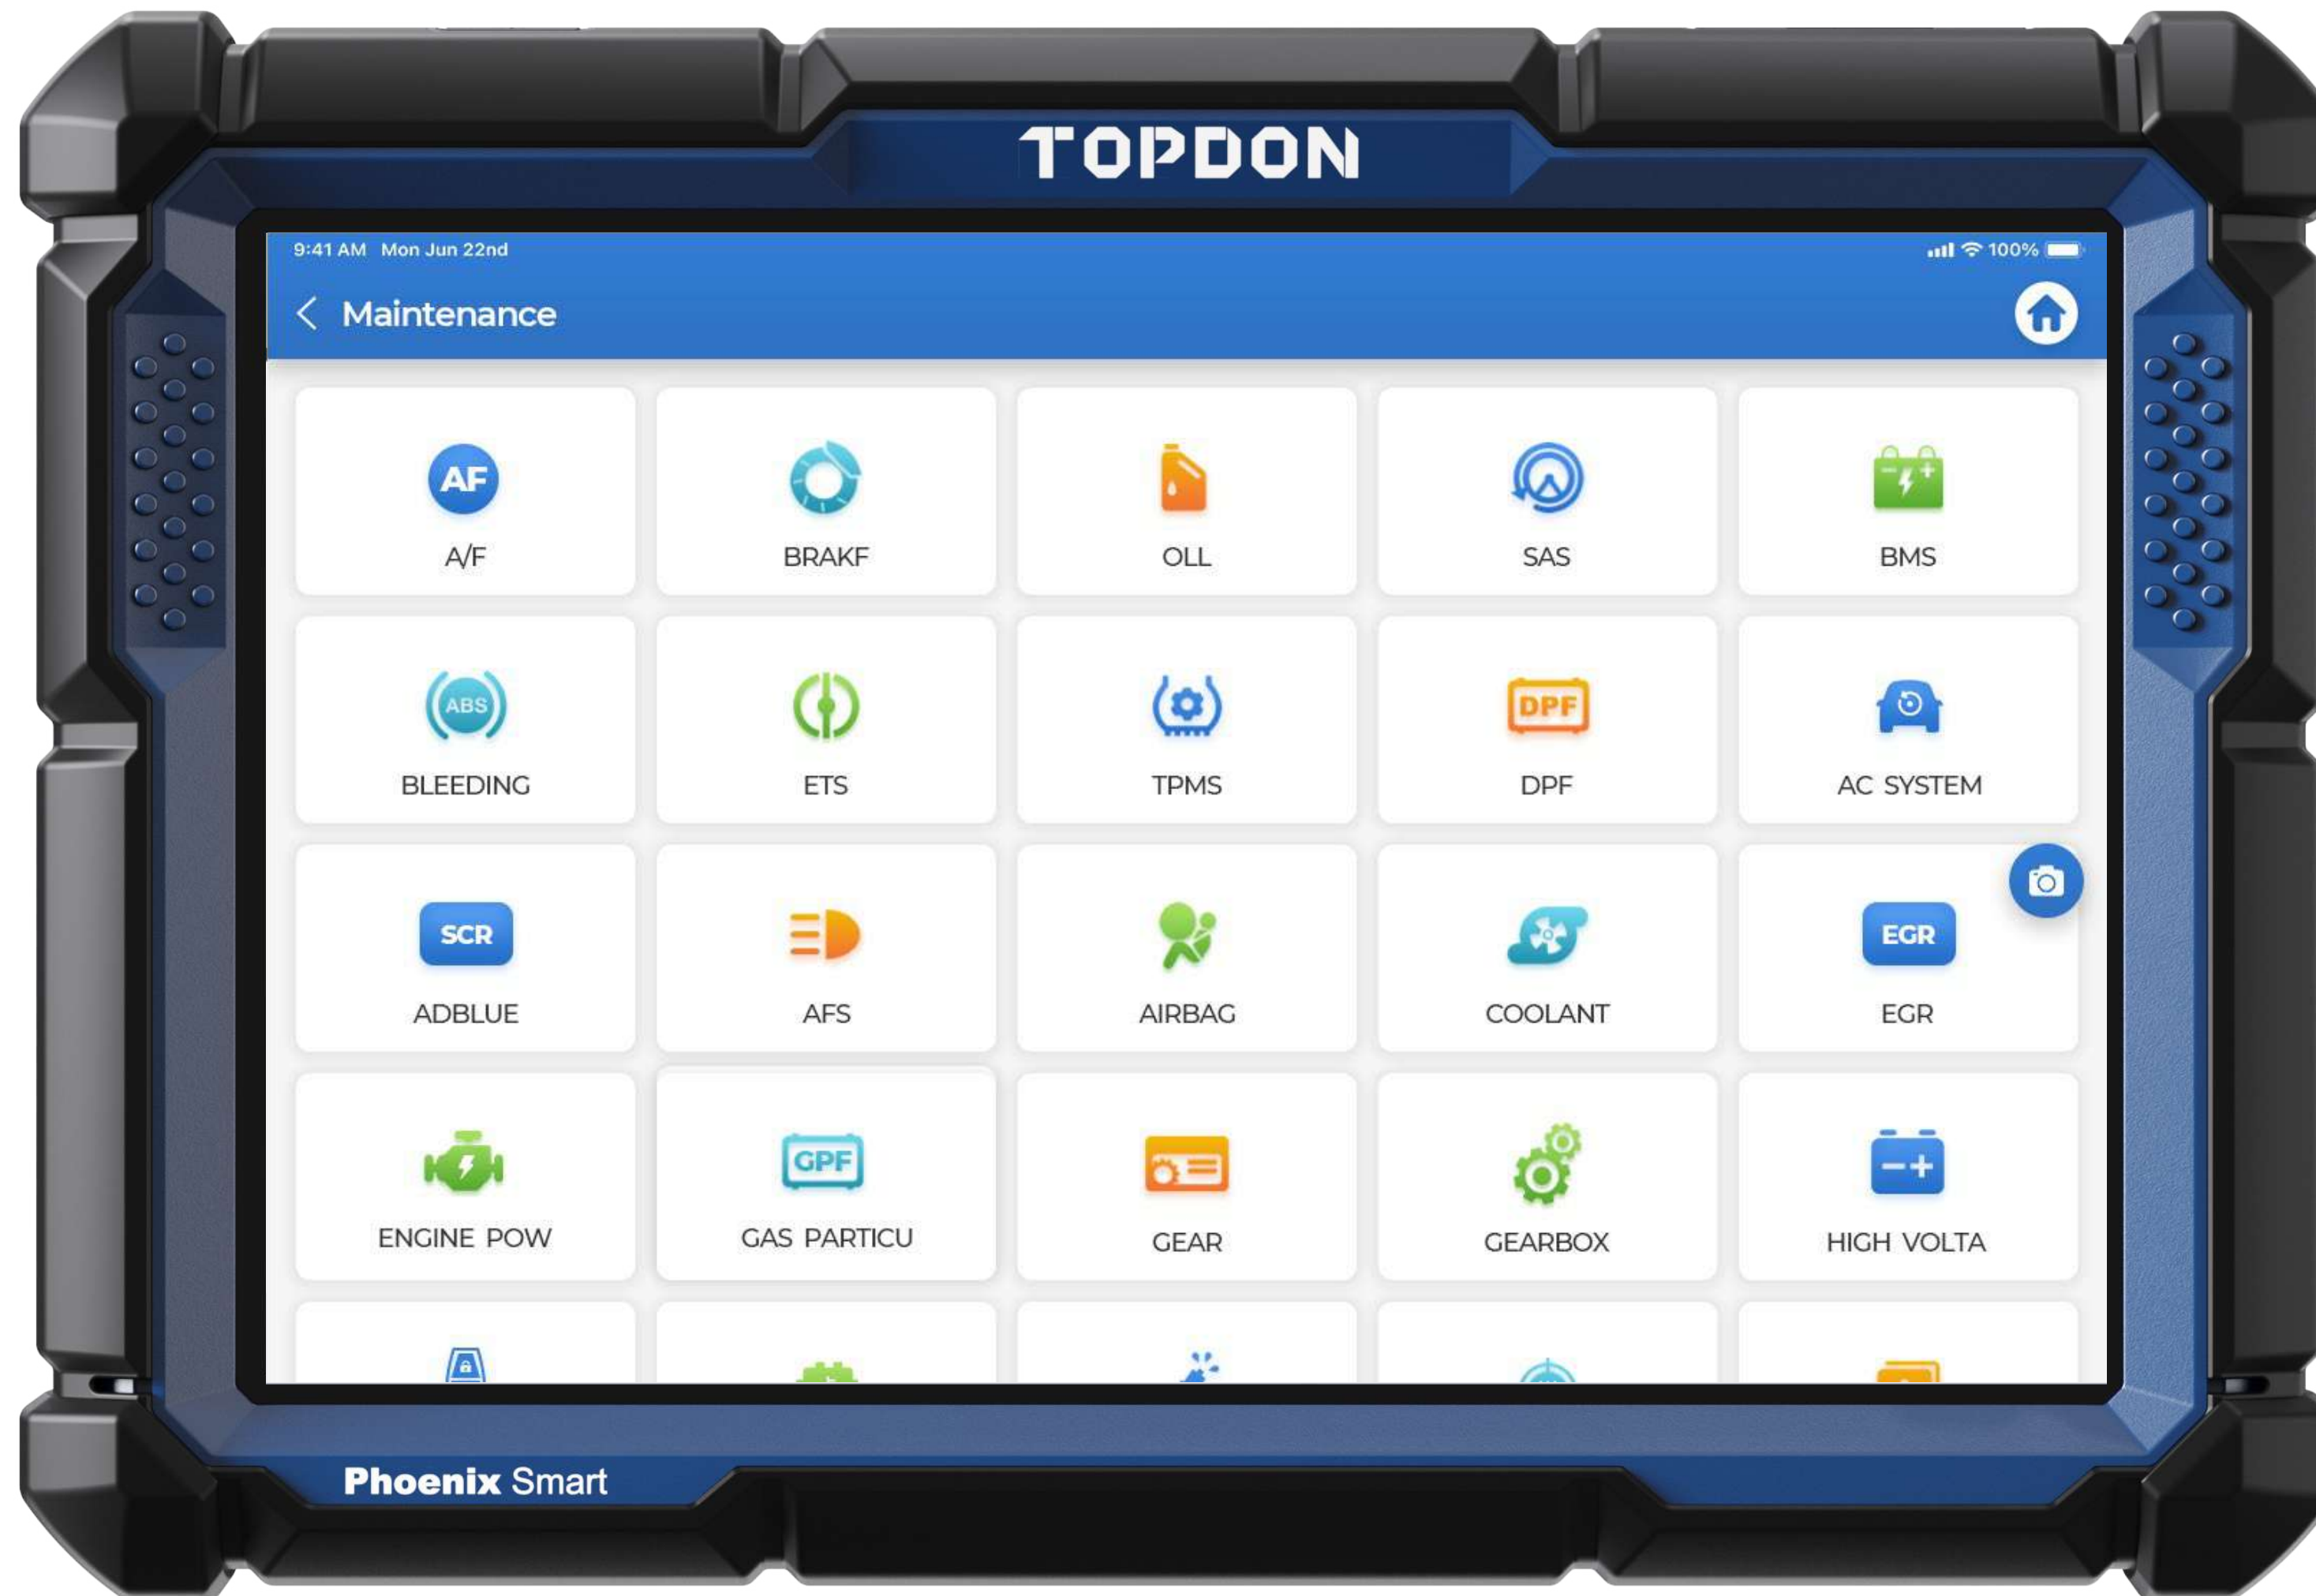 TOPDON
9:41 AM Mon Jun 22nd
100%
Maintenance
AF
A/F
BRAKF
OLL
SAS
BMS
ABS
BLEEDING
ETS
TPMS
DPF
DPF
AC SYSTEM
SCR
ADBLUE
AFS
AIRBAG
COOLANT
EGR
EGR
ENGINE POW
GPF
GAS PARTICU
GEAR
GEARBOX
HIGH VOLTA
Phoenix Smart